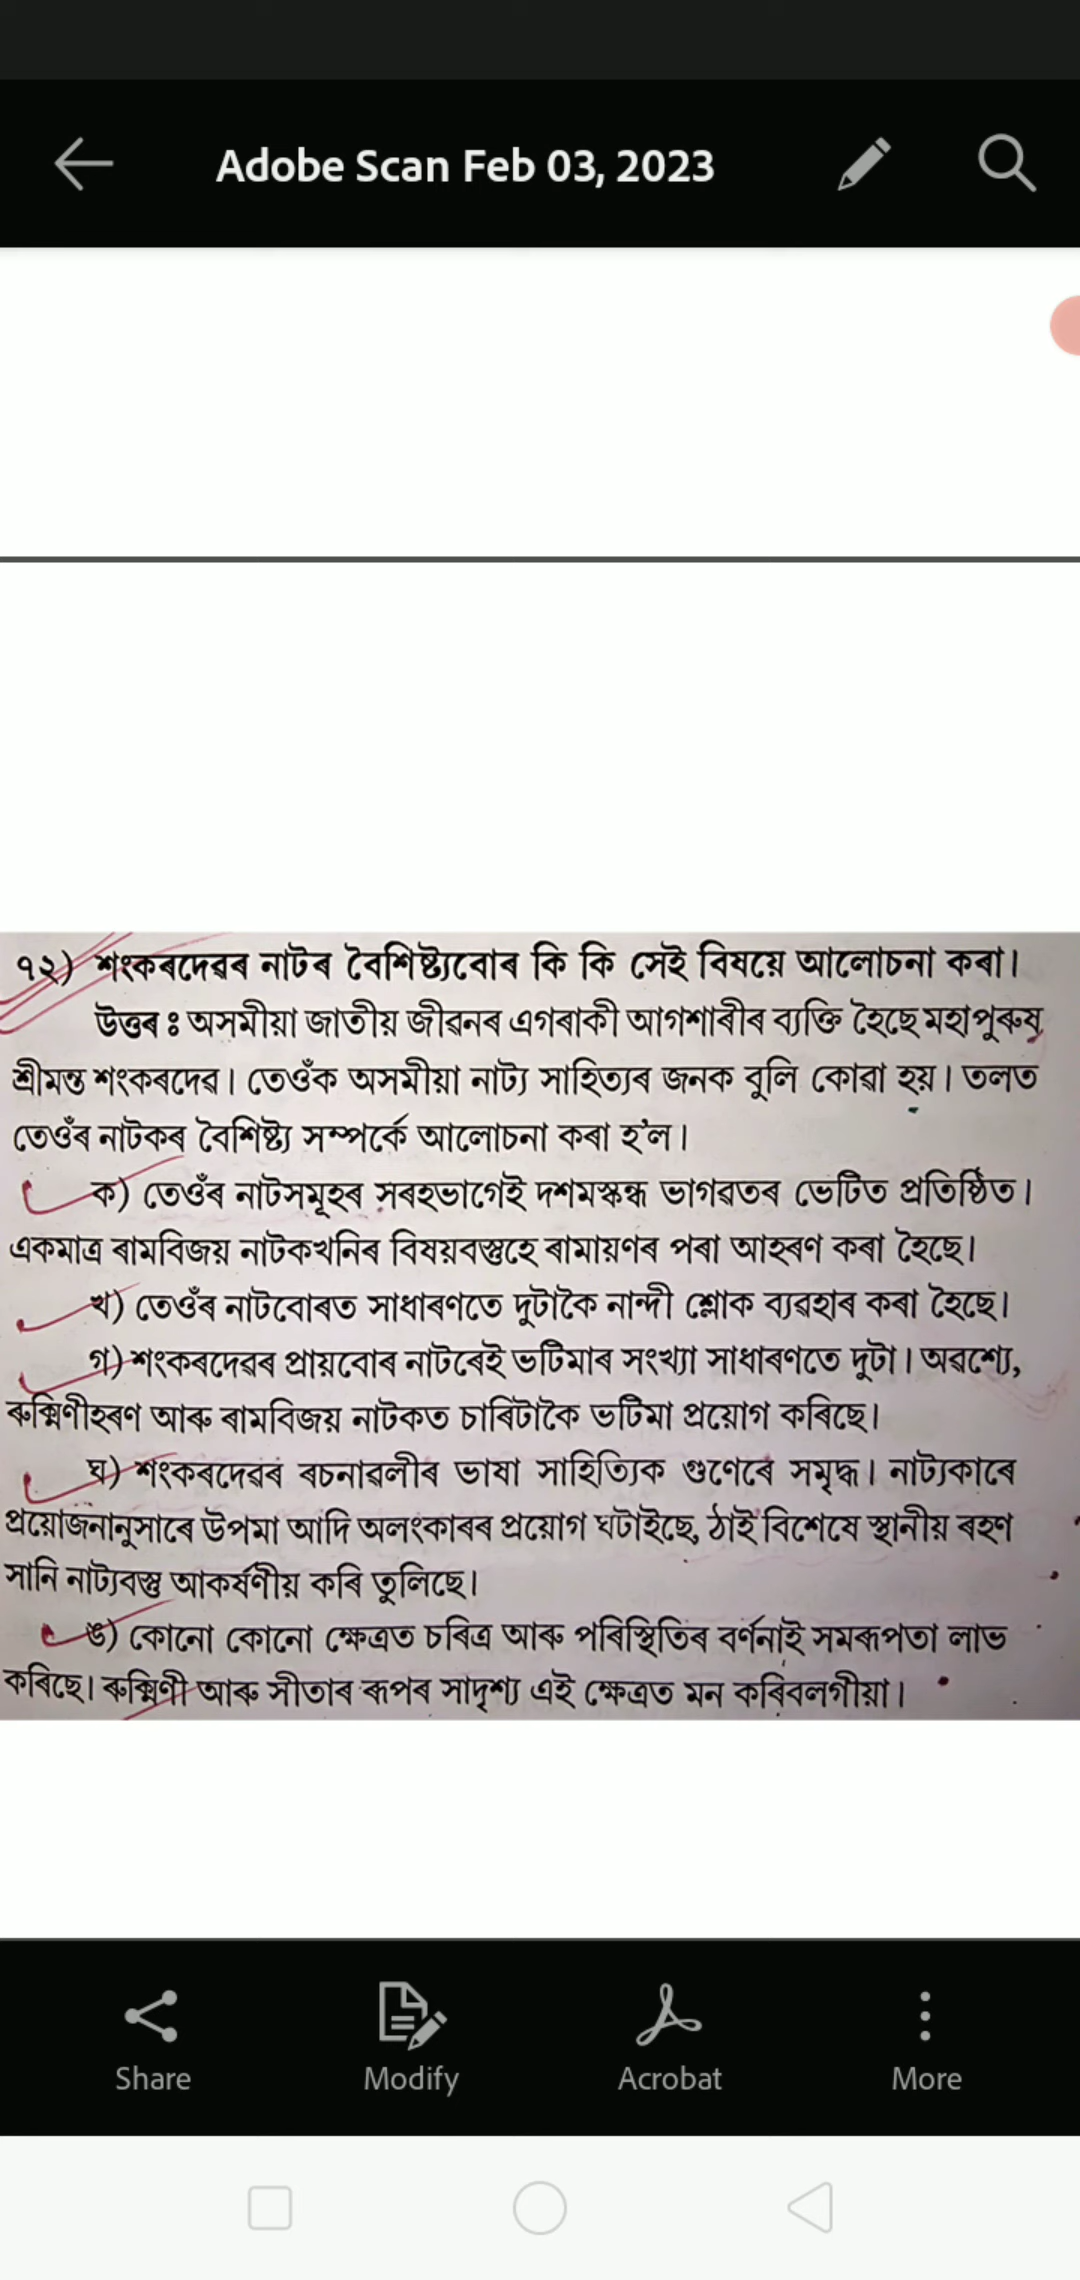 Adobe Scan Feb 03, 2023
৭২) শংকৰদেৱৰ নাটৰ বৈশিষ্ট্যবোৰ কি কি সেই বিষয়ে আলোচনা কৰা।
উত্তৰ ঃ অসমীয়া জাতীয় জীৱনৰ এগৰাকী আগশাৰীৰ ব্যক্তি হৈছে মহাপুৰুষ
শ্ৰীমন্ত শংকৰদেৱ। তেওঁক অসমীয়া নাট্য সাহিত্যৰ জনক বুলি কোৱা হয়। তলত
তেওঁৰ নাটকৰ বৈশিষ্ট্য সম্পৰ্কে আলোচনা কৰা হ'ল।
ক) তেওঁৰ নাটসমূহৰ সৰহভাগেই দশমস্কন্ধ ভাগৱতৰ ভেটিত প্ৰতিষ্ঠিত।
একমাত্ৰ ৰামবিজয় নাটকখনিৰ বিষয়বস্তুহে ৰামায়ণৰ পৰা আহৰণ কৰা হৈছে।
খ) তেওঁৰ নাটবোৰত সাধাৰণতে দুটাকৈ নান্দী শ্লোক ব্যৱহাৰ কৰা হৈছে।
গ) শংকৰদেৱৰ প্ৰায়বোৰ নাটৰেই ভটিমাৰ সংখ্যা সাধাৰণতে দুটা। অৱশ্যে,
ৰুক্মিণীহৰণ আৰু ৰামবিজয় নাটকত চাৰিটাকৈ ভটিমা প্ৰয়োগ কৰিছে।
ঘ) শংকৰদেৱৰ ৰচনাৱলীৰ ভাষা সাহিত্যিক গুণেৰে সমৃদ্ধ। নাট্যকাৰে
প্ৰয়োজনানুসাৰে উপমা আদি অলংকাৰৰ প্ৰয়োগ ঘটাইছে, ঠাই বিশেষে স্থানীয় ৰহণ
সানি নাট্যবস্তু আকৰ্ষণীয় কৰি তুলিছে।
ঙ) কোনো কোনো ক্ষেত্ৰত চৰিত্ৰ আৰু পৰিস্থিতিৰ বৰ্ণনাই সমৰূপতা লাভ
কৰিছে। ৰুক্মিণী আৰু সীতাৰ ৰূপৰ সাদৃশ্য এই ক্ষেত্ৰত মন কৰিবলগীয়া।
Share Modify Acrobat More